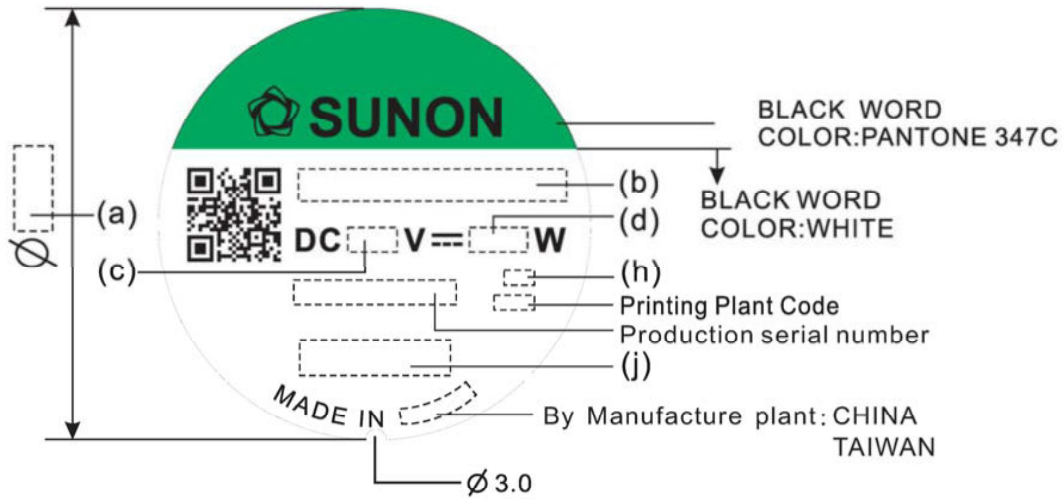 SUNON
BLACK WORD
COLOR:PANTONE 347C
(b)
BLACK WORD
COLOR:WHITE
(a)
Ø
DC V⎓ W
(d)
(c)
(h)
Printing Plant Code
Production serial number
(j)
MADE IN
By Manufacture plant: CHINA
TAIWAN
Ø 3.0